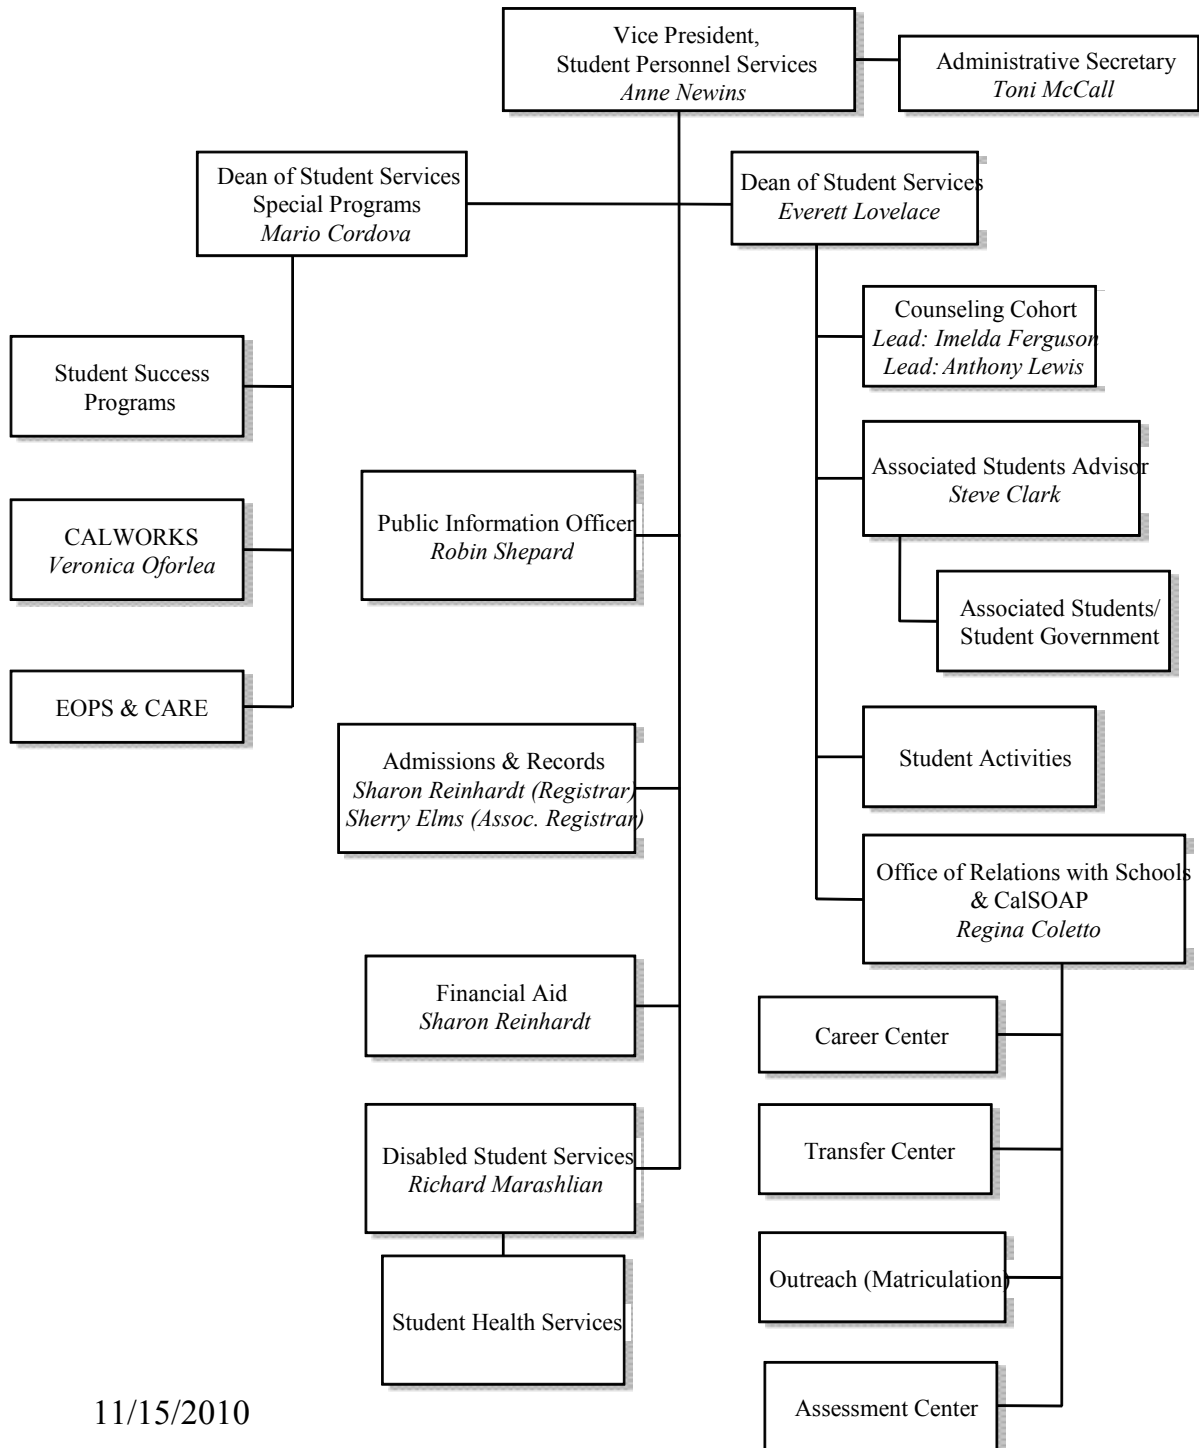 Vice President,
Student Personnel Services
Anne Newins
Administrative Secretary
Toni McCall
Dean of Student Services
Special Programs
Mario Cordova
Dean of Student Services
Everett Lovelace
Counseling Cohort
Lead: Imelda Ferguson
Lead: Anthony Lewis
Student Success
Programs
Associated Students Advisor
Steve Clark
CALWORKS
Veronica Oforlea
Public Information Officer
Robin Shepard
Associated Students/
Student Government
EOPS & CARE
Admissions & Records
Sharon Reinhardt (Registrar)
Sherry Elms (Assoc. Registrar)
Student Activities
Office of Relations with Schools
& CalSOAP
Regina Coletto
Financial Aid
Sharon Reinhardt
Career Center
Disabled Student Services
Richard Marashlian
Transfer Center
Student Health Services
Outreach (Matriculation)
Assessment Center
11/15/2010